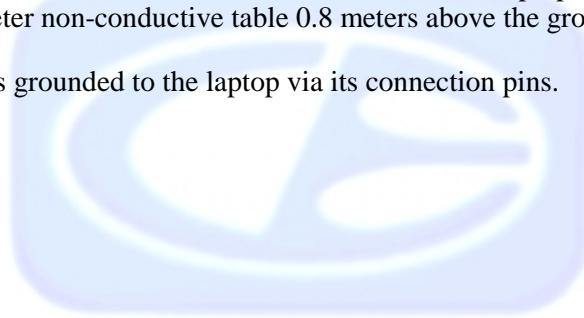 eter non-conductive table 0.8 meters above the gro
s grounded to the laptop via its connection pins.